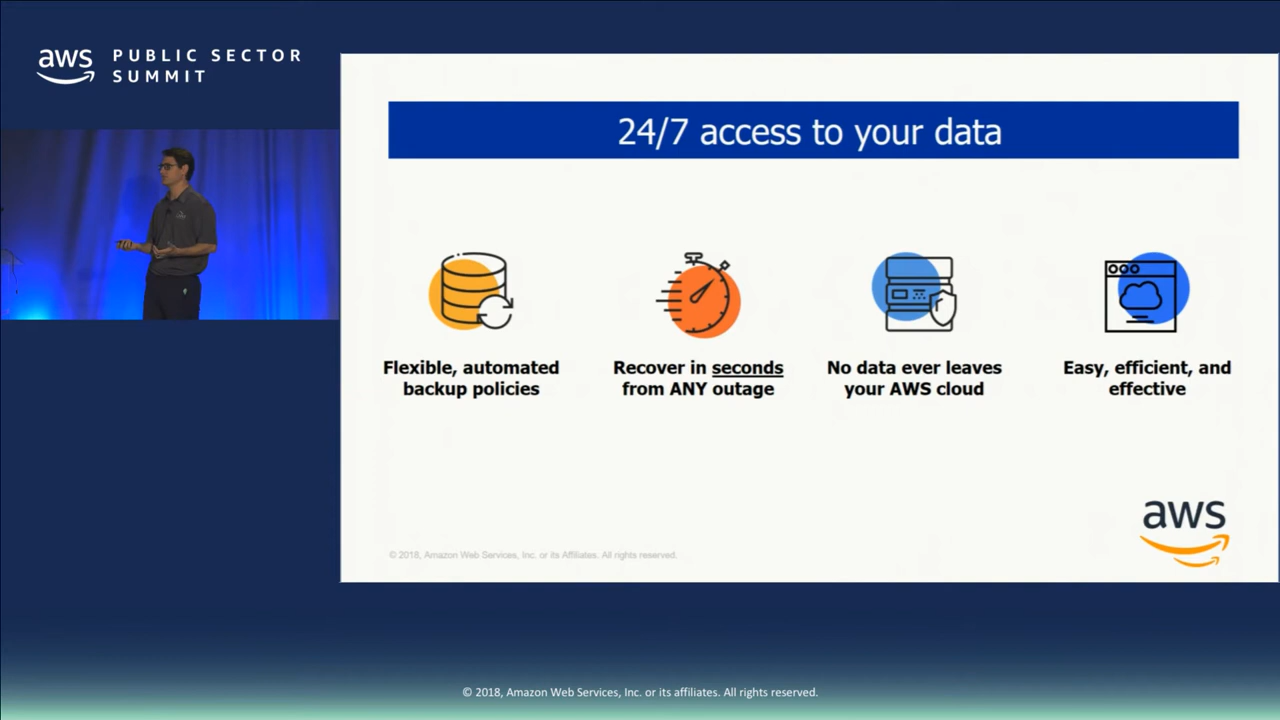 aws
PUBLIC SECTOR
SUMMIT
24/7 access to your data
Flexible, automated
backup policies
Recover in seconds
from ANY outage
No data ever leaves
your AWS cloud
Easy, efficient, and
effective
aws
© 2018, Amazon Web Services, Inc. or its Affiliates. All rights reserved.
© 2018, Amazon Web Services, Inc. or its affiliates. All rights reserved.